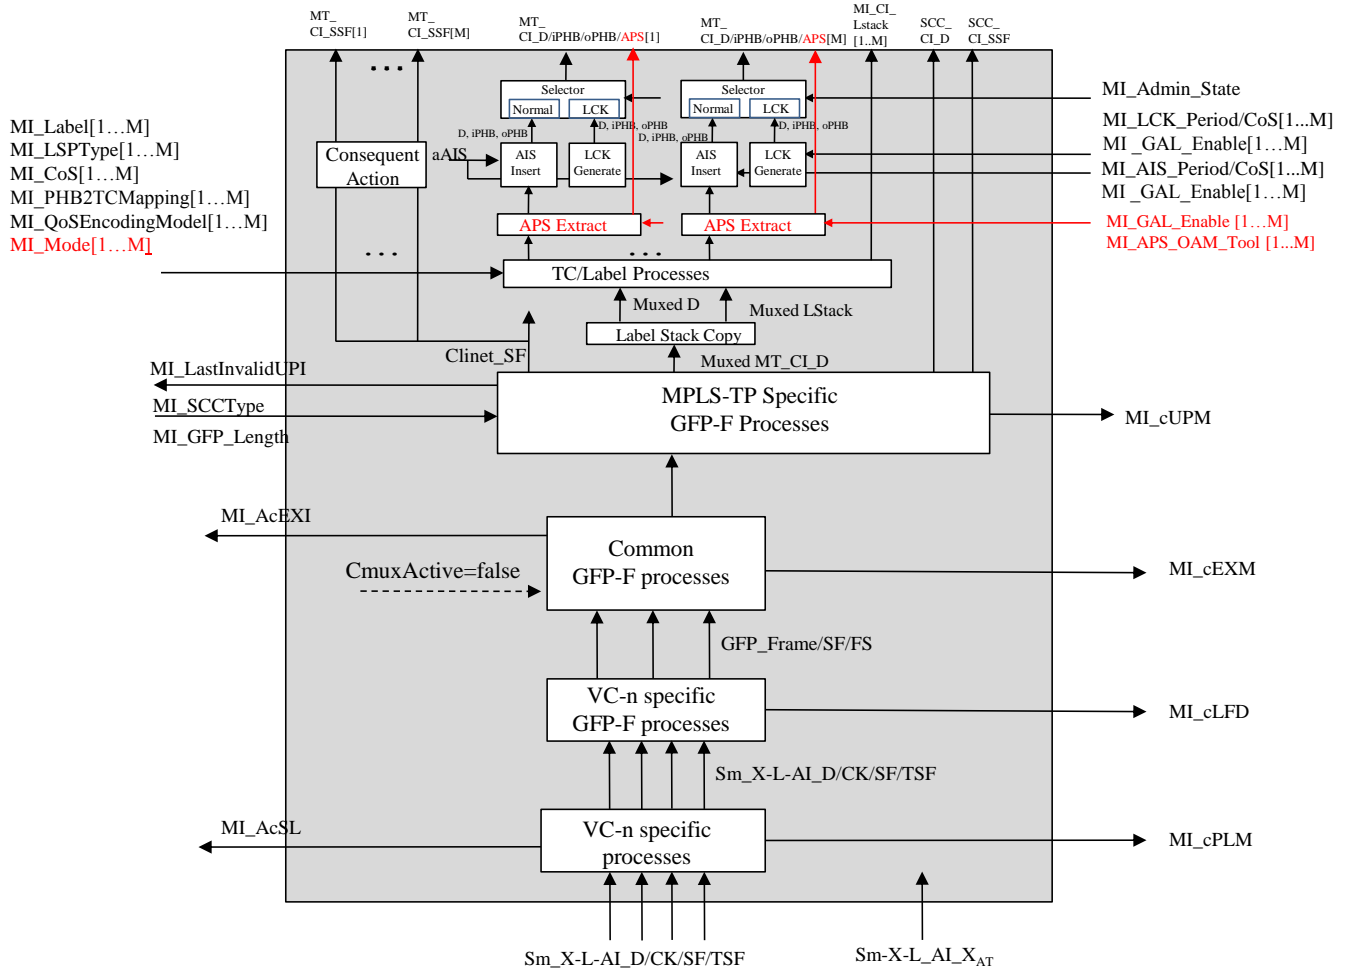 MT_
CI_SSF[1]
MT_
CI_SSF[M]
MT_
CI_D/iPHB/oPHB/APS[1]
MT_
CI_D/iPHB/oPHB/APS[M]
MI_CI_
Lstack
[1..M]
SCC_
CI_D
SCC_
CI_SSF
...
Selector
Normal
LCK
Selector
Normal
LCK
D, iPHB, oPHB
D, iPHB, oPHB
D, iPHB, oPHB
D, iPHB, oPHB
MI_Admin_State
MI_LCK_Period/CoS[1...M]
MI _GAL_Enable[1...M]
MI_AIS_Period/CoS[1...M]
MI _GAL_Enable[1...M]
MI_GAL_Enable [1...M]
MI_APS_OAM_Tool [1...M]
MI_Label[1…M]
MI_LSPType[1…M]
MI_CoS[1…M]
MI_PHB2TCMapping[1…M]
MI_QoSEncodingModel[1…M]
MI_Mode[1…M]
Consequent
Action
aAIS
AIS
Insert
LCK
Generate
AIS
Insert
LCK
Generate
APS Extract
APS Extract
...
...
TC/Label Processes
Muxed D
Muxed LStack
Label Stack Copy
Clinet_SF
Muxed MT_CI_D
MI_LastInvalidUPI
MI_SCCType
MI_GFP_Length
MPLS-TP Specific
GFP-F Processes
MI_cUPM
MI_AcEXI
Common
GFP-F processes
CmuxActive=false
MI_cEXM
GFP_Frame/SF/FS
VC-n specific
GFP-F processes
MI_cLFD
Sm_X-L-AI_D/CK/SF/TSF
MI_AcSL
VC-n specific
processes
MI_cPLM
Sm_X-L-AI_D/CK/SF/TSF
Sm-X-L_AI_XAT